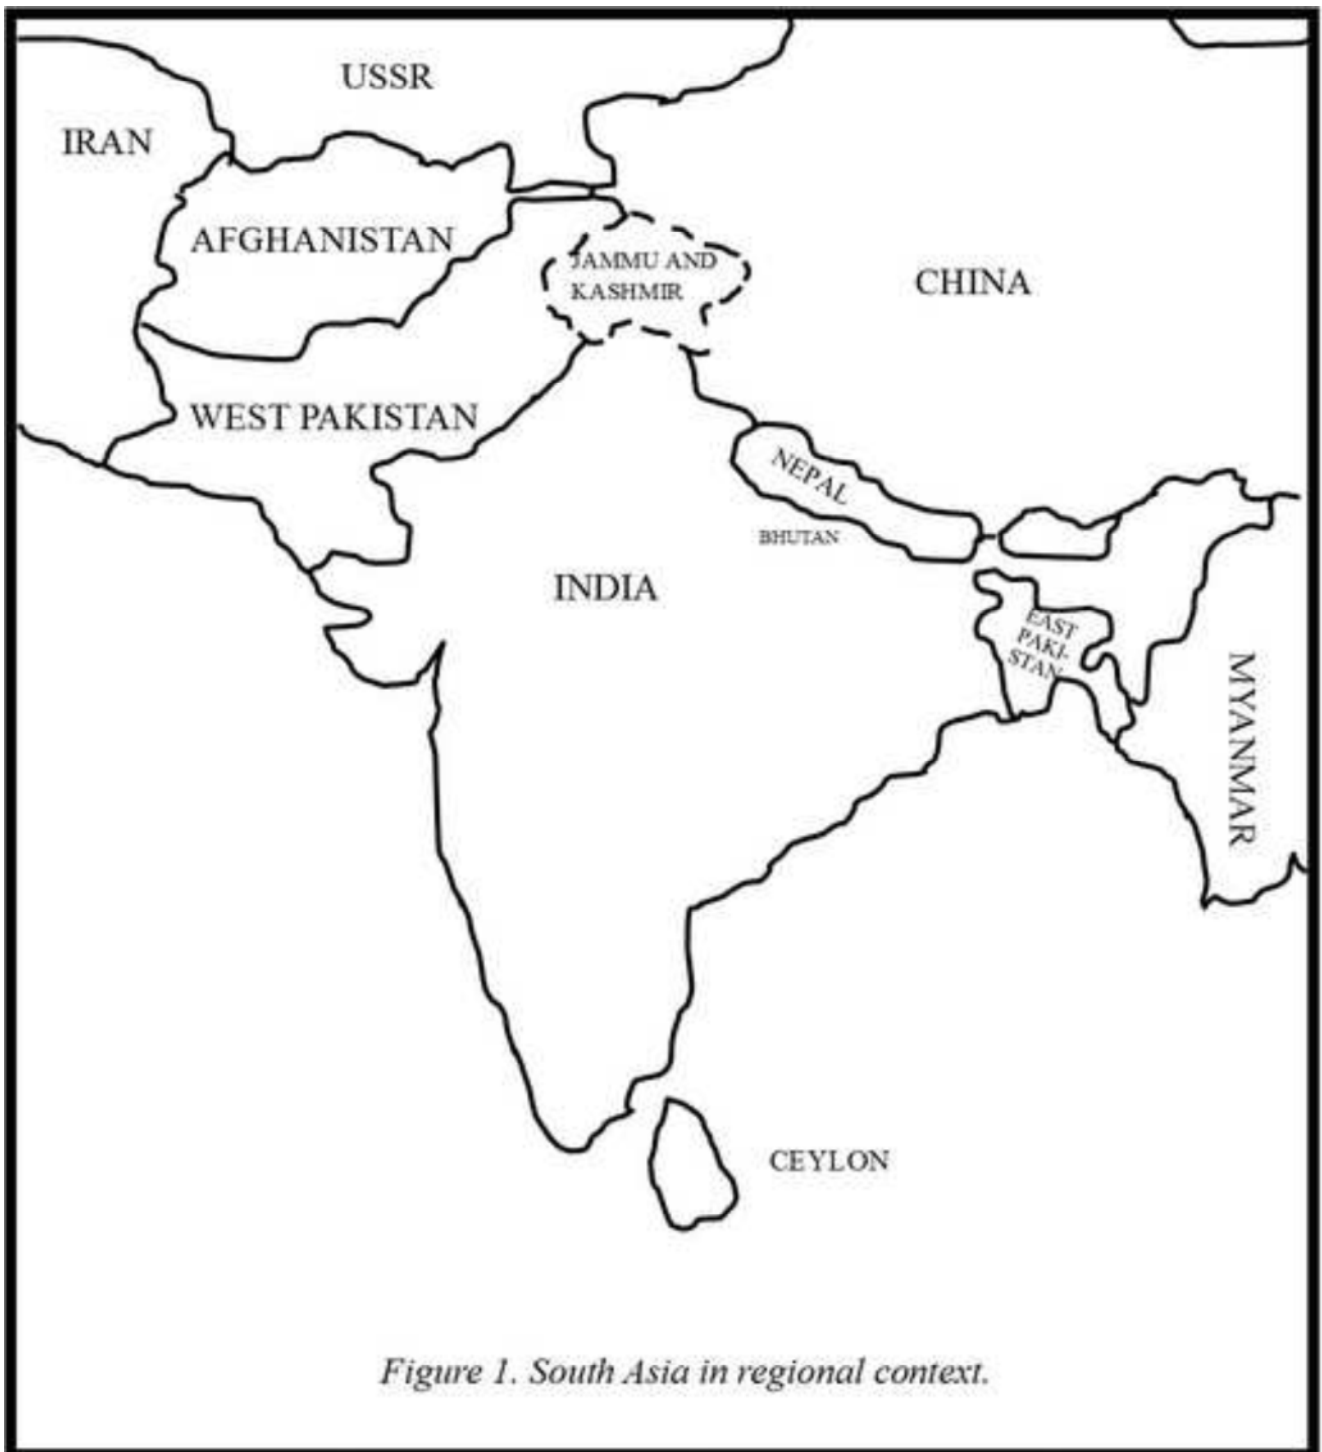 USSR
IRAN
AFGHANISTAN
JAMMU AND
KASHMIR
CHINA
WEST PAKISTAN
NEPAL
BHUTAN
INDIA
EAST
PAKI-
STAN
MYANMAR
CEYLON
Figure 1. South Asia in regional context.